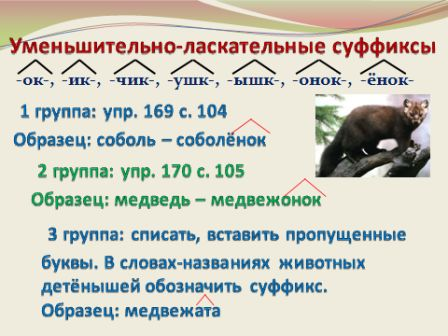 Уменьшительно-ласкательные суффиксы
-ок-, -ик-, -чик-, -ушк-, -ышк-, -онок-, -ёнок-
1 группа: упр. 169 с. 104
Образец: соболь – соболёнок
2 группа: упр. 170 с. 105
Образец: медведь – медвежонок
3 группа: списать, вставить пропущенные
буквы. В словах-названиях животных
детёнышей обозначить суффикс.
Образец: медвежата